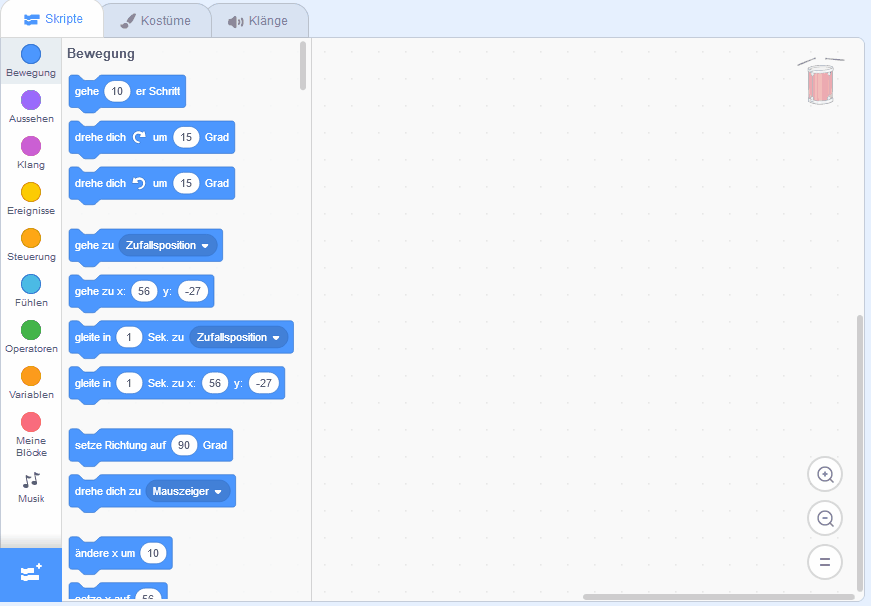 Skripte Kostüme Klänge
Bewegung
Aussehen
Klang
Ereignisse
Steuerung
Fühlen
Operatoren
Variablen
Meine
Blöcke
Musik
Bewegung
gehe 10 er Schritt
drehe dich um 15 Grad
drehe dich um 15 Grad
gehe zu Zufallsposition
gehe zu x: 56 y: -27
gleite in 1 Sek. zu Zufallsposition
gleite in 1 Sek. zu x: 56 y: -27
setze Richtung auf 90 Grad
drehe dich zu Mauszeiger
ändere x um 10
setze x auf 56